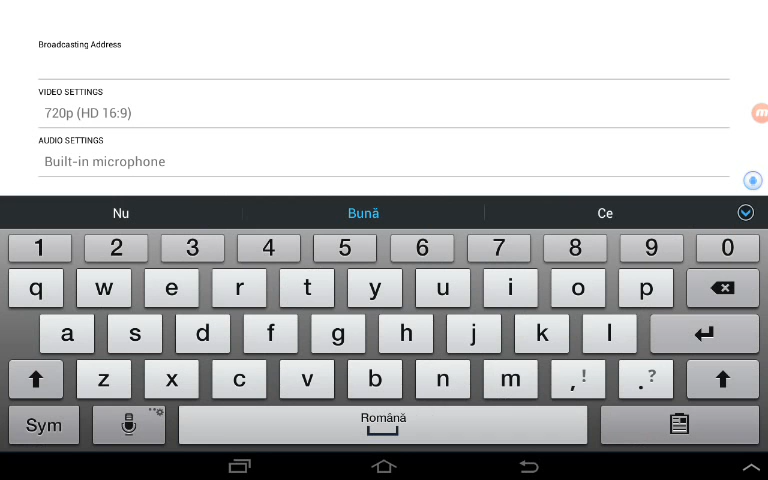 Broadcasting Address
VIDEO SETTINGS
720p (HD 16:9)
AUDIO SETTINGS
Built-in microphone
m
Nu Bună Ce
1 2 3 4 5 6 7 8 9 0
q w e r t y u i o p
a s d f g h j k l
z x c v b n m , ! . ?
Sym Română